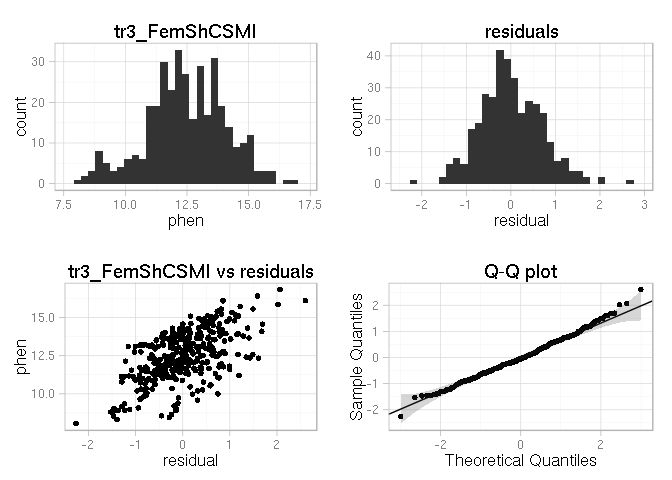 tr3_FemShCSMI
count
30
20
10
0
7.5 10.0 12.5 15.0 17.5
phen
residuals
count
40
30
20
10
0
-2 -1 0 1 2 3
residual
tr3_FemShCSMI vs residuals
phen
15.0
12.5
10.0
-2 -1 0 1 2
residual
Q-Q plot
Sample Quantiles
2
1
0
-1
-2
-2 0 2
Theoretical Quantiles